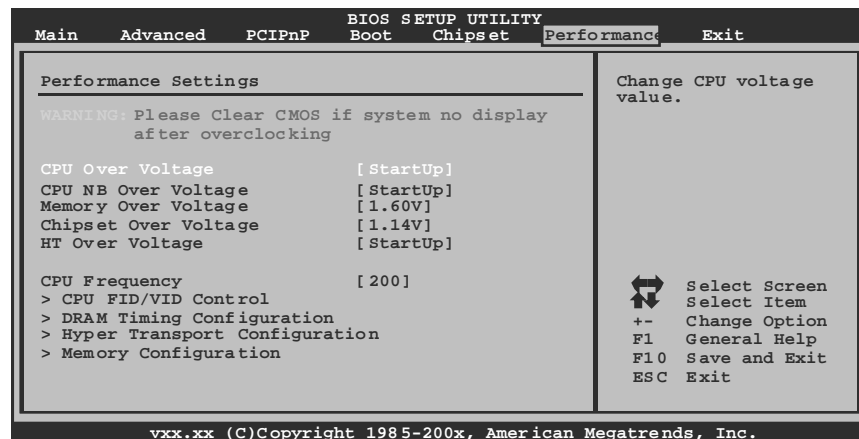 BIOS SETUP UTILITY
Main Advanced PCIPnP Boot Chipset Performance Exit
Performance Settings
WARNING: Please Clear CMOS if system no display
after overclocking
CPU Over Voltage [StartUp]
CPU NB Over Voltage [StartUp]
Memory Over Voltage [1.60V]
Chipset Over Voltage [1.14V]
HT Over Voltage [StartUp]
CPU Frequency [200]
> CPU FID/VID Control
> DRAM Timing Configuration
> Hyper Transport Configuration
> Memory Configuration
Change CPU voltage
value.
Select Screen
Select Item
+- Change Option
F1 General Help
F10 Save and Exit
ESC Exit
vxx.xx (C)Copyright 1985-200x, American Megatrends, Inc.